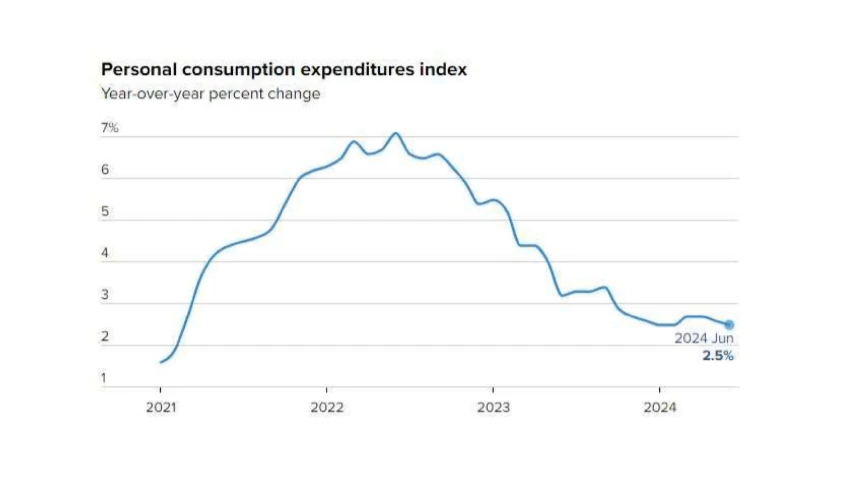 Personal consumption expenditures index
Year-over-year percent change
7%
6
5
4
3
2
2024 Jun
2.5%
1
2021 2022 2023 2024